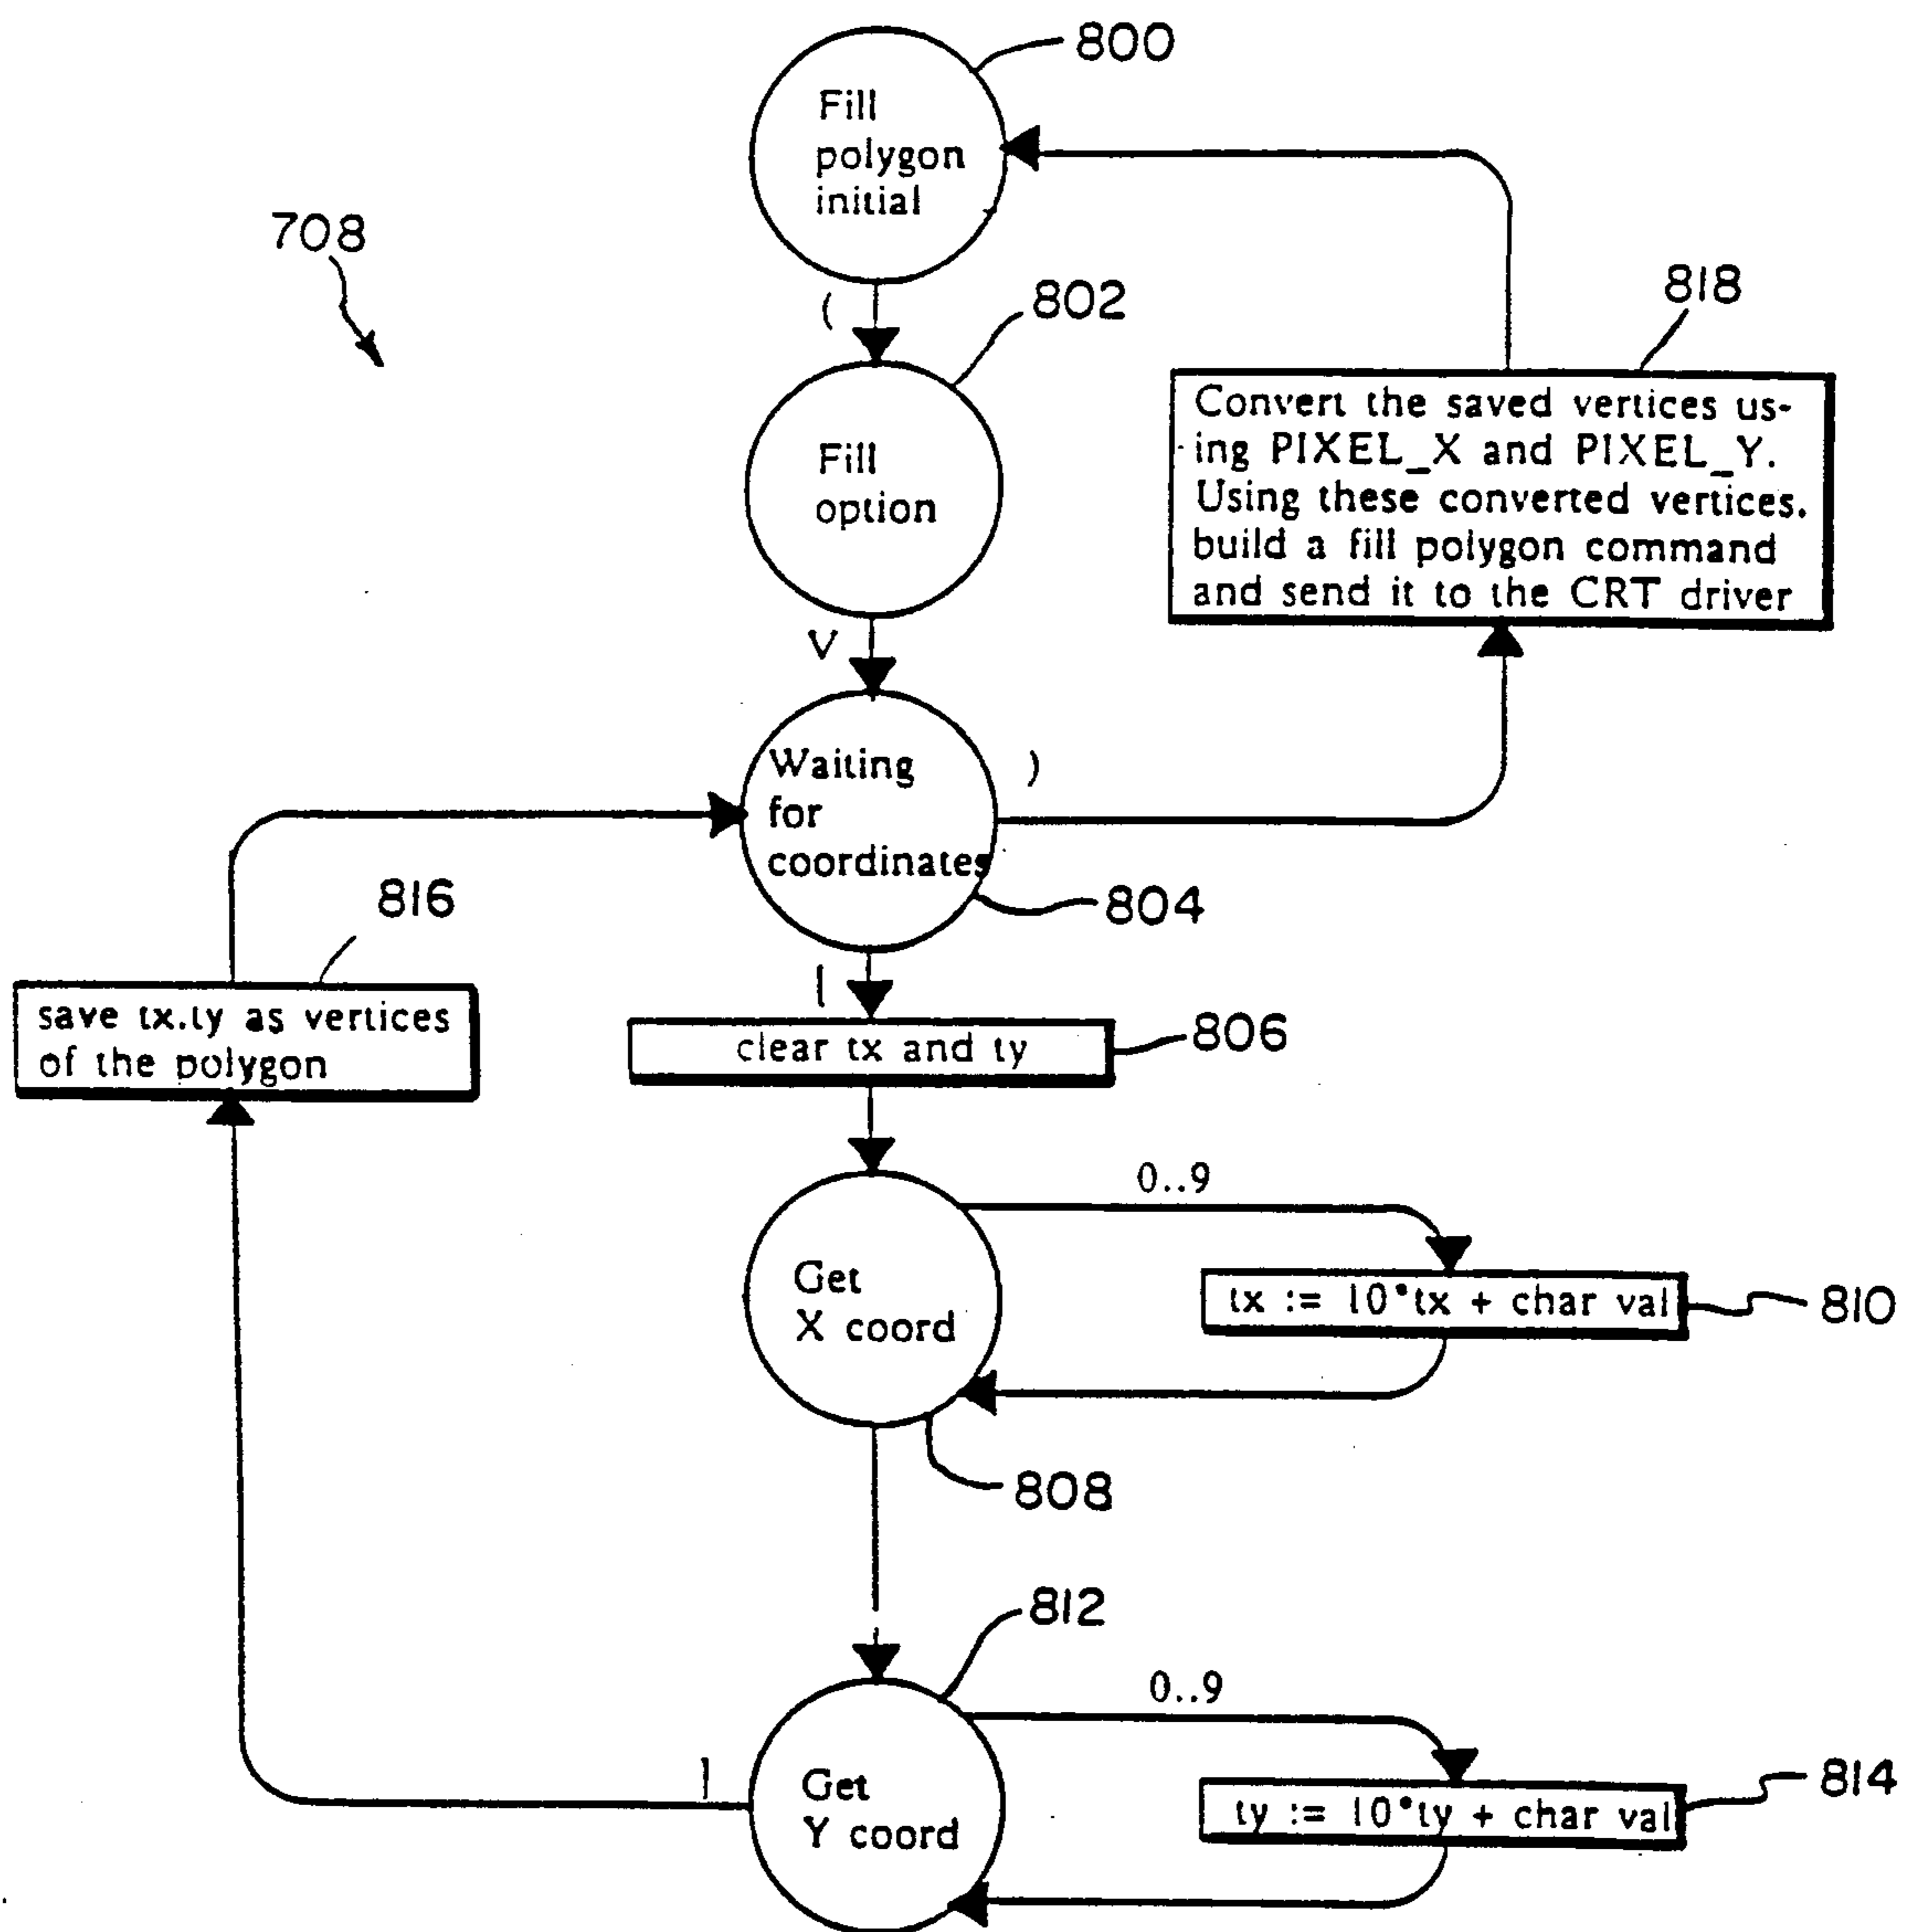 800
Fill
polygon
initial
708
(
802
818
Fill
option
Convert the saved vertices us-
ing PIXEL_X and PIXEL_Y.
Using these converted vertices.
build a fill polygon command
and send it to the CRT driver
V
Waiting
for
coordinates
)
804
816
[
save tx.ty as vertices
of the polygon
clear tx and ty
806
0..9
Get
X coord
tx := 10*tx + char val
810
808
812
0..9
]
Get
Y coord
ty := 10*ty + char val
814